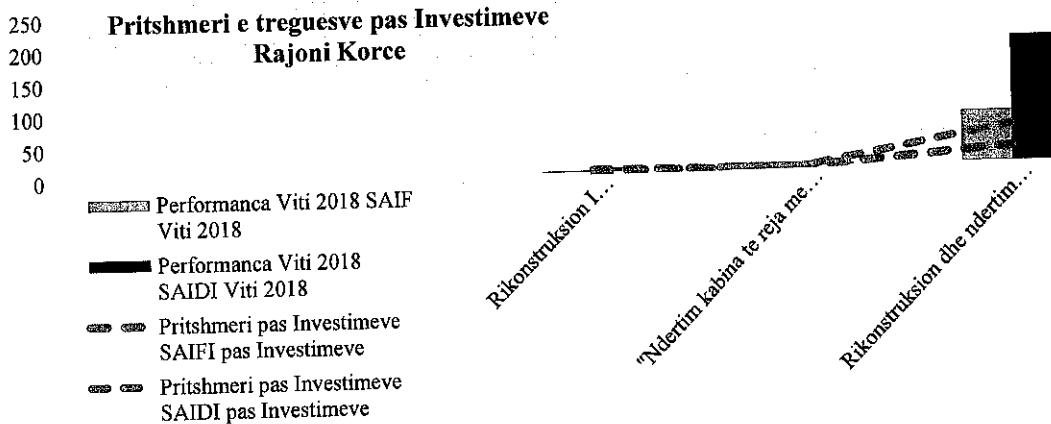 Pritshmeri e treguesve pas Investimeve
Rajoni Korce
250
200
150
100
50
0
Performanca Viti 2018 SAIF
Viti 2018
Performanca Viti 2018
SAIDI Viti 2018
Pritshmeri pas Investimeve
SAIFI pas Investimeve
Pritshmeri pas Investimeve
SAIDI pas Investimeve
Rikonstruksion I...
"Ndertim kabina te reja me...
Rikonstruksion dhe ndertim...